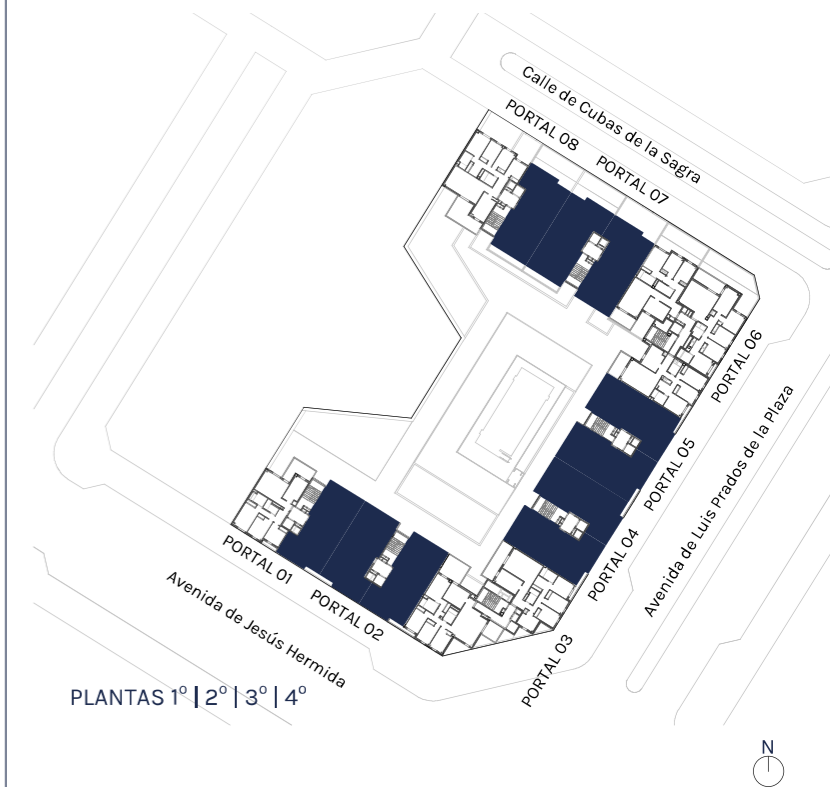 Calle de Cubas de la Sagra
PORTAL 08
PORTAL 07
PORTAL 06
PORTAL 05
Avenida de Luis Prados de la Plaza
PORTAL 04
PORTAL 03
PORTAL 01
PORTAL 02
Avenida de Jesús Hermida
PLANTAS 1º | 2º | 3º | 4º
N